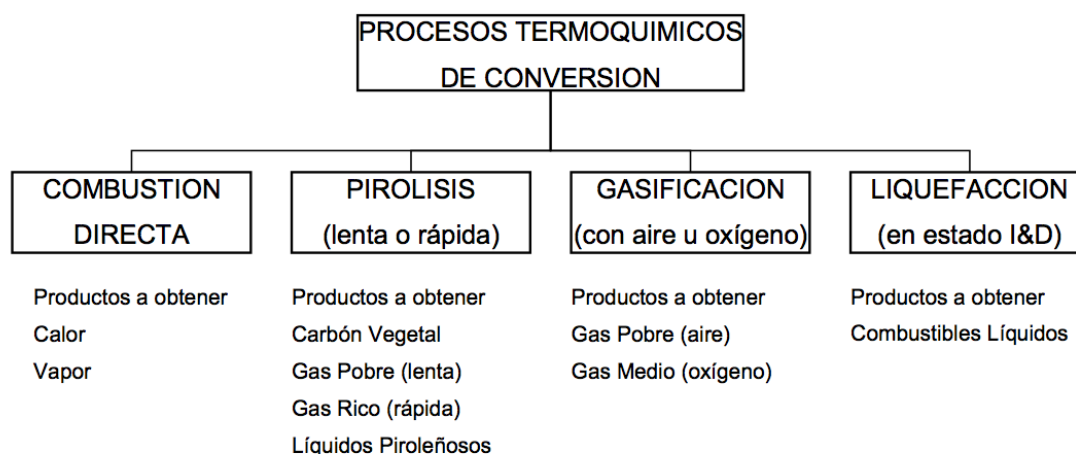 PROCESOS TERMOQUIMICOS
DE CONVERSION
COMBUSTION
DIRECTA
Productos a obtener
Calor
Vapor
PIROLISIS
(lenta o rápida)
Productos a obtener
Carbón Vegetal
Gas Pobre (lenta)
Gas Rico (rápida)
Líquidos Piroleñosos
GASIFICACION
(con aire u oxígeno)
Productos a obtener
Gas Pobre (aire)
Gas Medio (oxígeno)
LIQUEFACCION
(en estado I&D)
Productos a obtener
Combustibles Líquidos